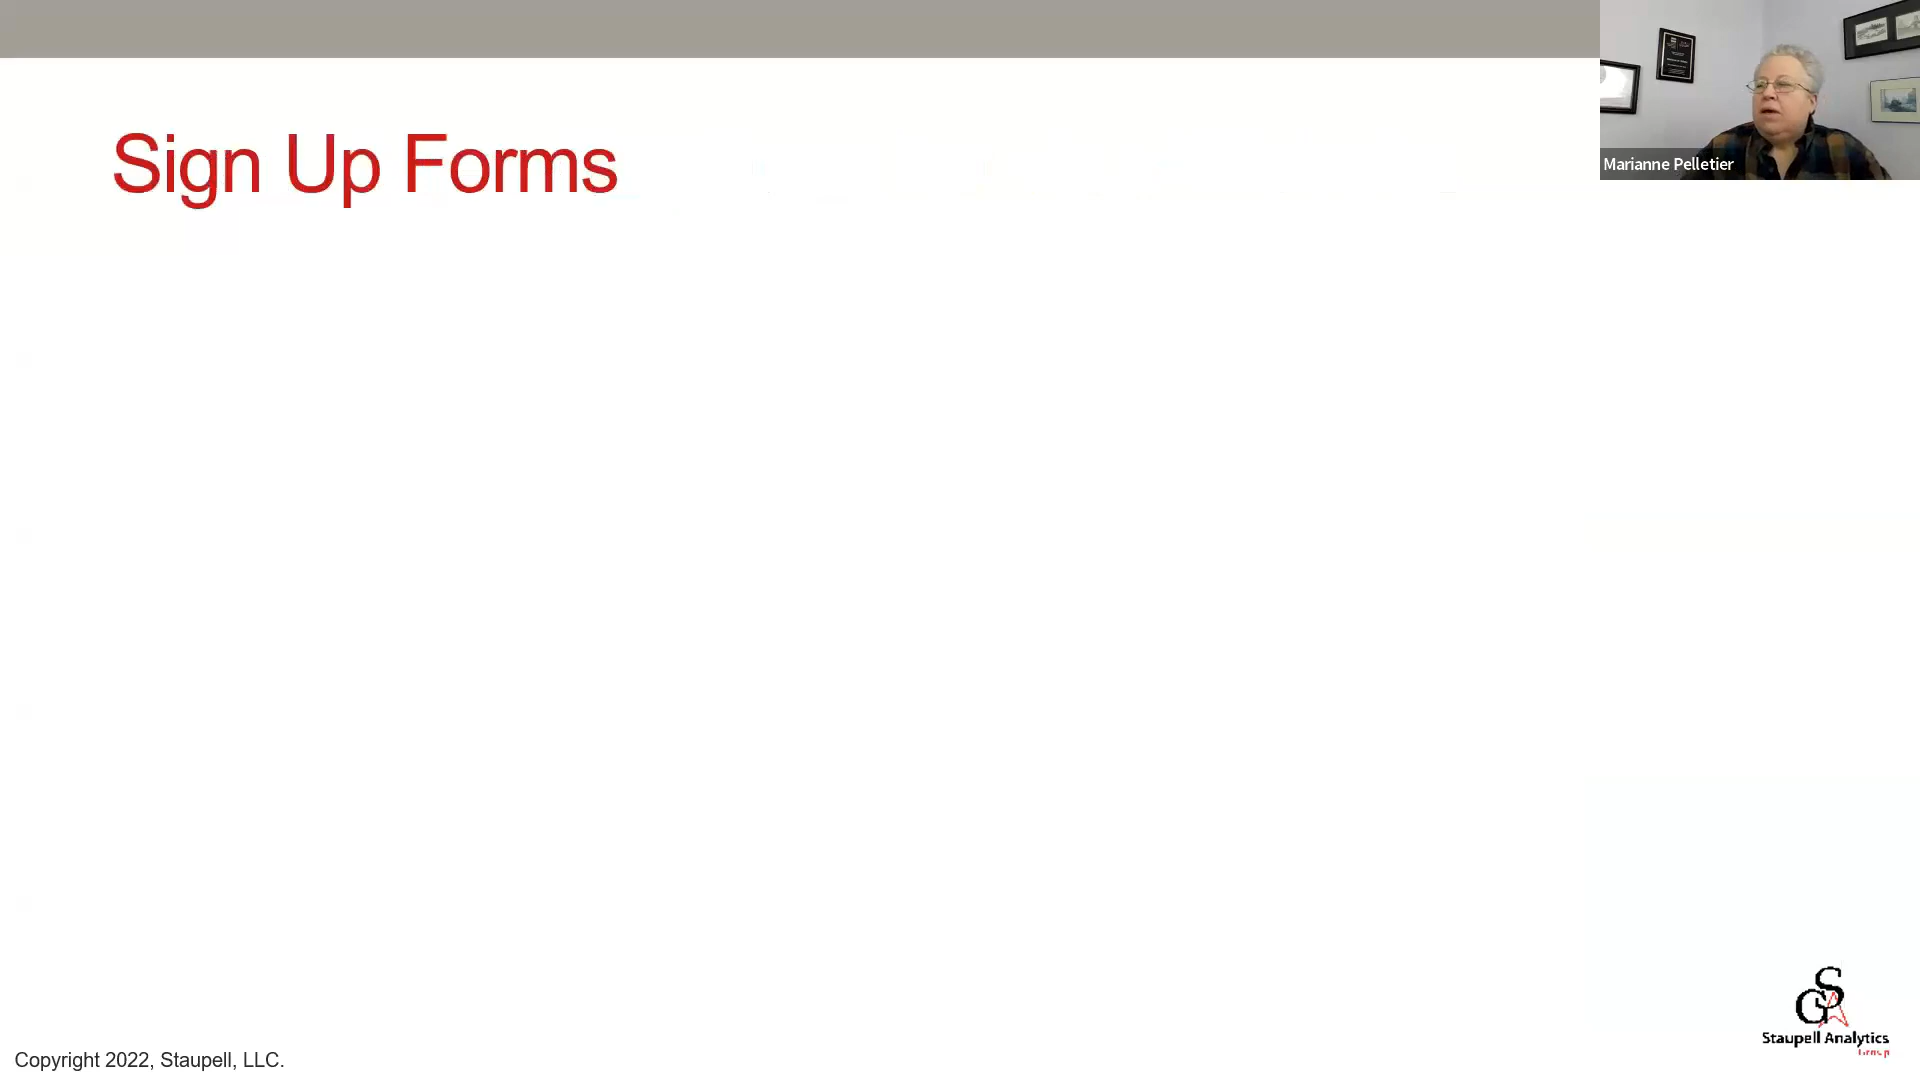 Sign Up Forms
Marianne Pelletier
Staupell Analytics
Group
Copyright 2022, Staupell, LLC.